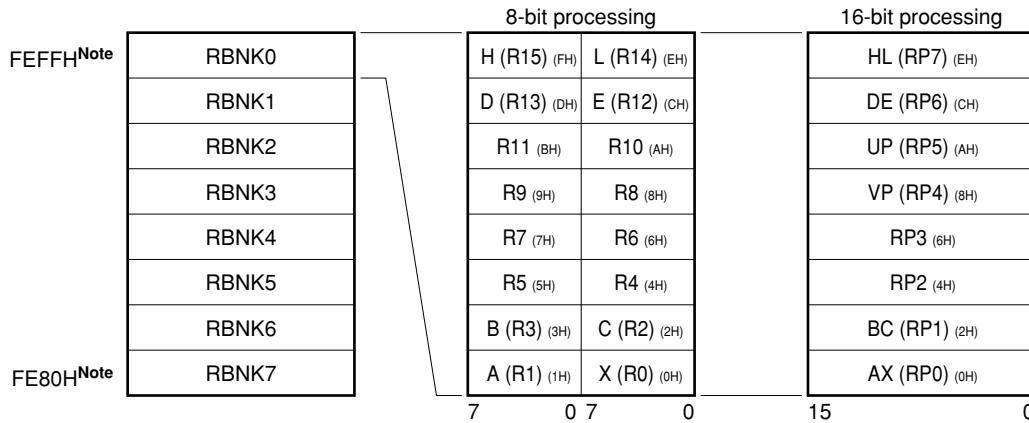 8-bit processing 16-bit processing
FEFFHNote RBNK0 H (R15) (FH) L (R14) (EH) HL (RP7) (EH)
RBNK1 D (R13) (DH) E (R12) (CH) DE (RP6) (CH)
RBNK2 R11 (BH) R10 (AH) UP (RP5) (AH)
RBNK3 R9 (9H) R8 (8H) VP (RP4) (8H)
RBNK4 R7 (7H) R6 (6H) RP3 (6H)
RBNK5 R5 (5H) R4 (4H) RP2 (4H)
RBNK6 B (R3) (3H) C (R2) (2H) BC (RP1) (2H)
FE80HNote RBNK7 A (R1) (1H) X (R0) (0H) AX (RP0) (0H)
7 0 7 0 15 0